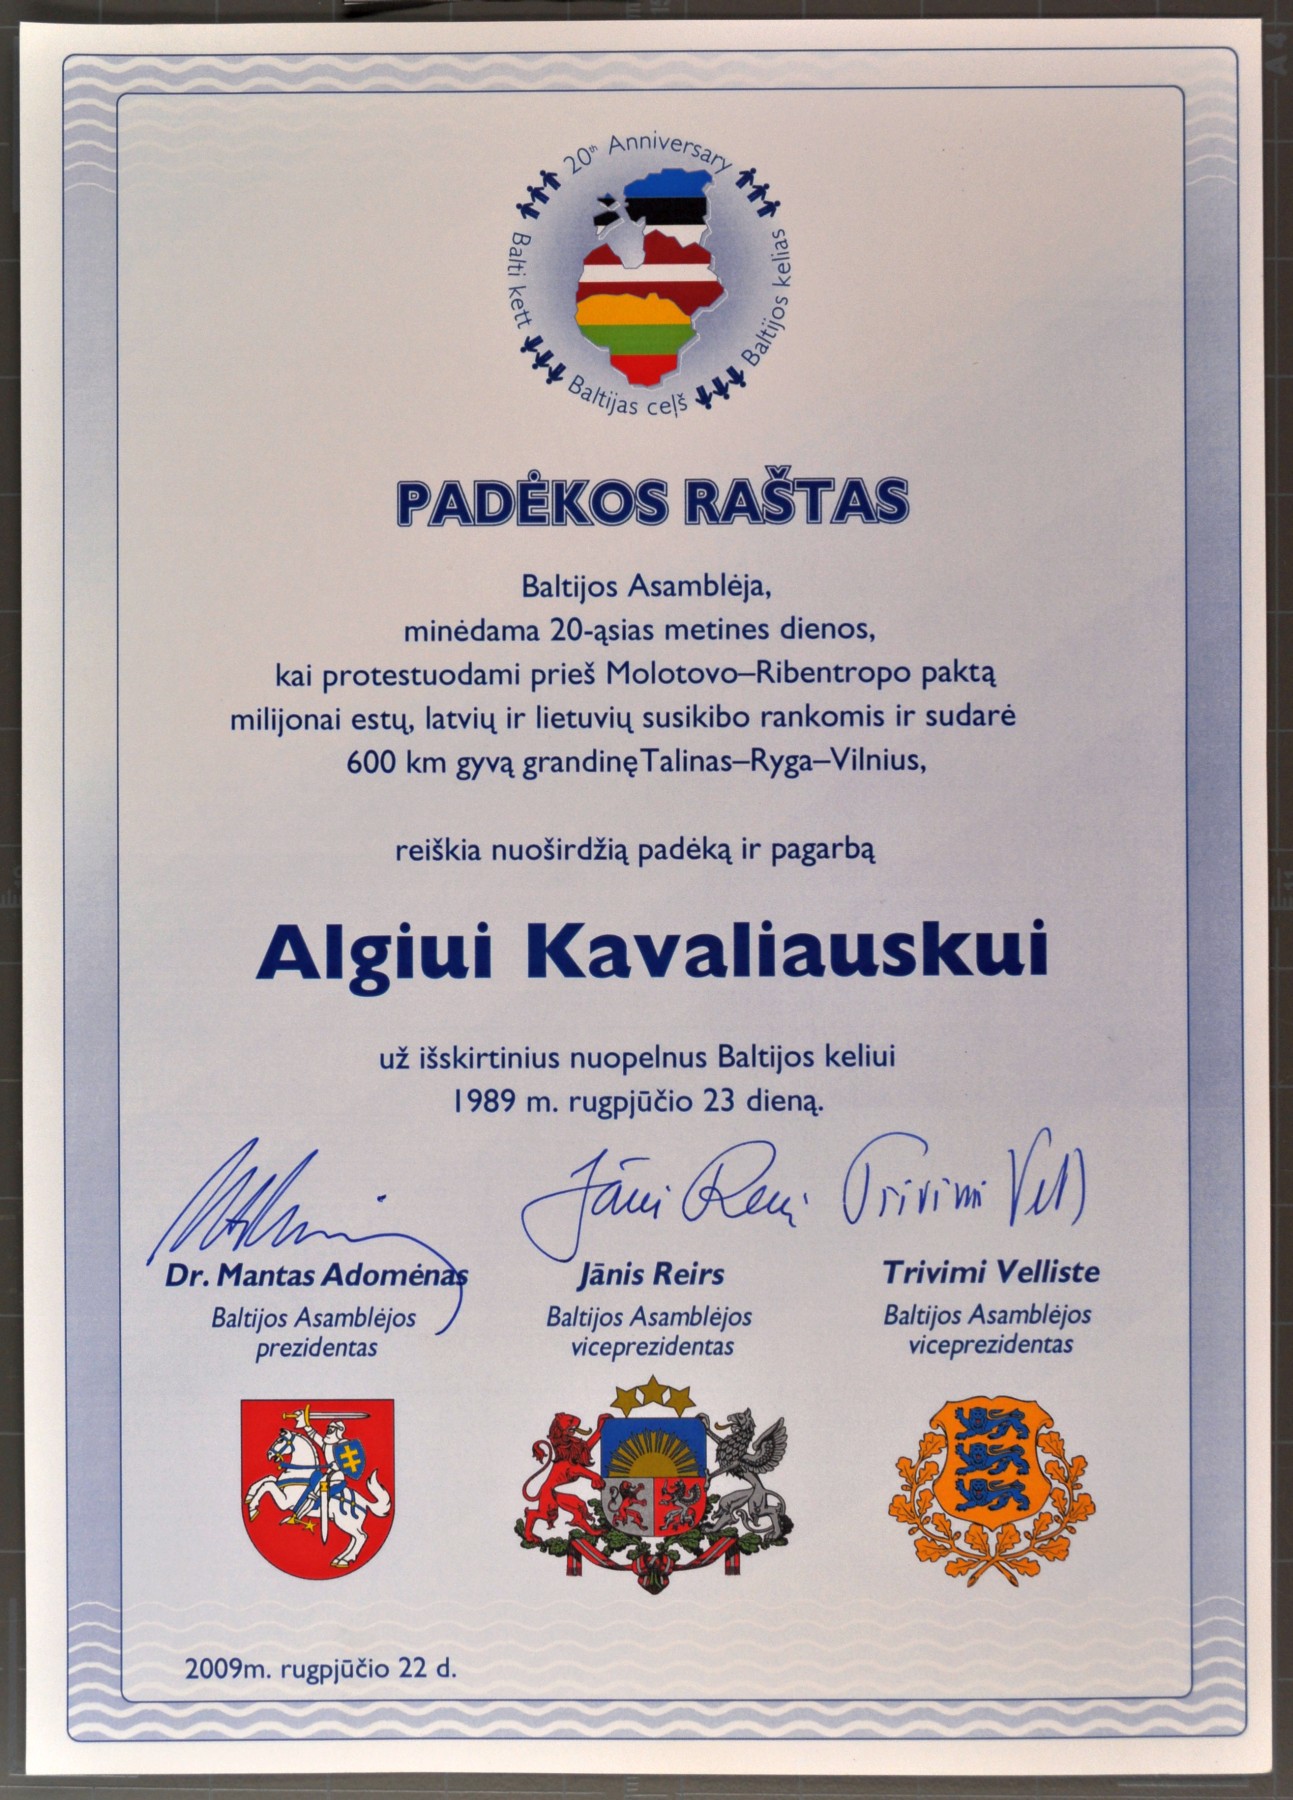 20th Anniversary
Baltijos kelias
Baltijas ceļš
Balti kett
PADĖKOS RAŠTAS
Baltijos Asamblėja,
minėdama 20-ąsias metines dienos,
kai protestuodami prieš Molotovo–Ribentropo paktą
milijonai estų, latvių ir lietuvių susikibo rankomis ir sudarė
600 km gyvą grandinę Talinas–Ryga–Vilnius,
reiškia nuoširdžią padėką ir pagarbą
Algiui Kavaliauskui
už išskirtinius nuopelnus Baltijos keliui
1989 m. rugpjūčio 23 dieną.
Dr. Mantas Adomėnas Jānis Reirs Trivimi Velliste
Baltijos Asamblėjos Baltijos Asamblėjos Baltijos Asamblėjos
prezidentas viceprezidentas viceprezidentas
2009m. rugpjūčio 22 d.